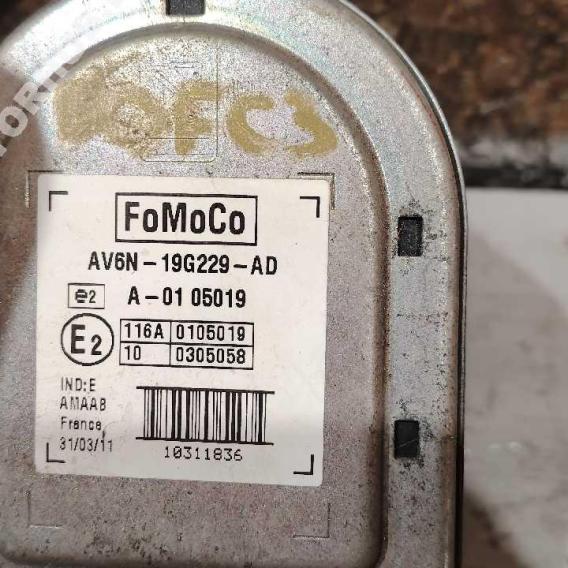 FoMoCo
AV6N-19G229-AD
e2 A-01 05019
E2 116A 0105019
10 0305058
IND:E
AMAAB
France,
31/03/11
10311836